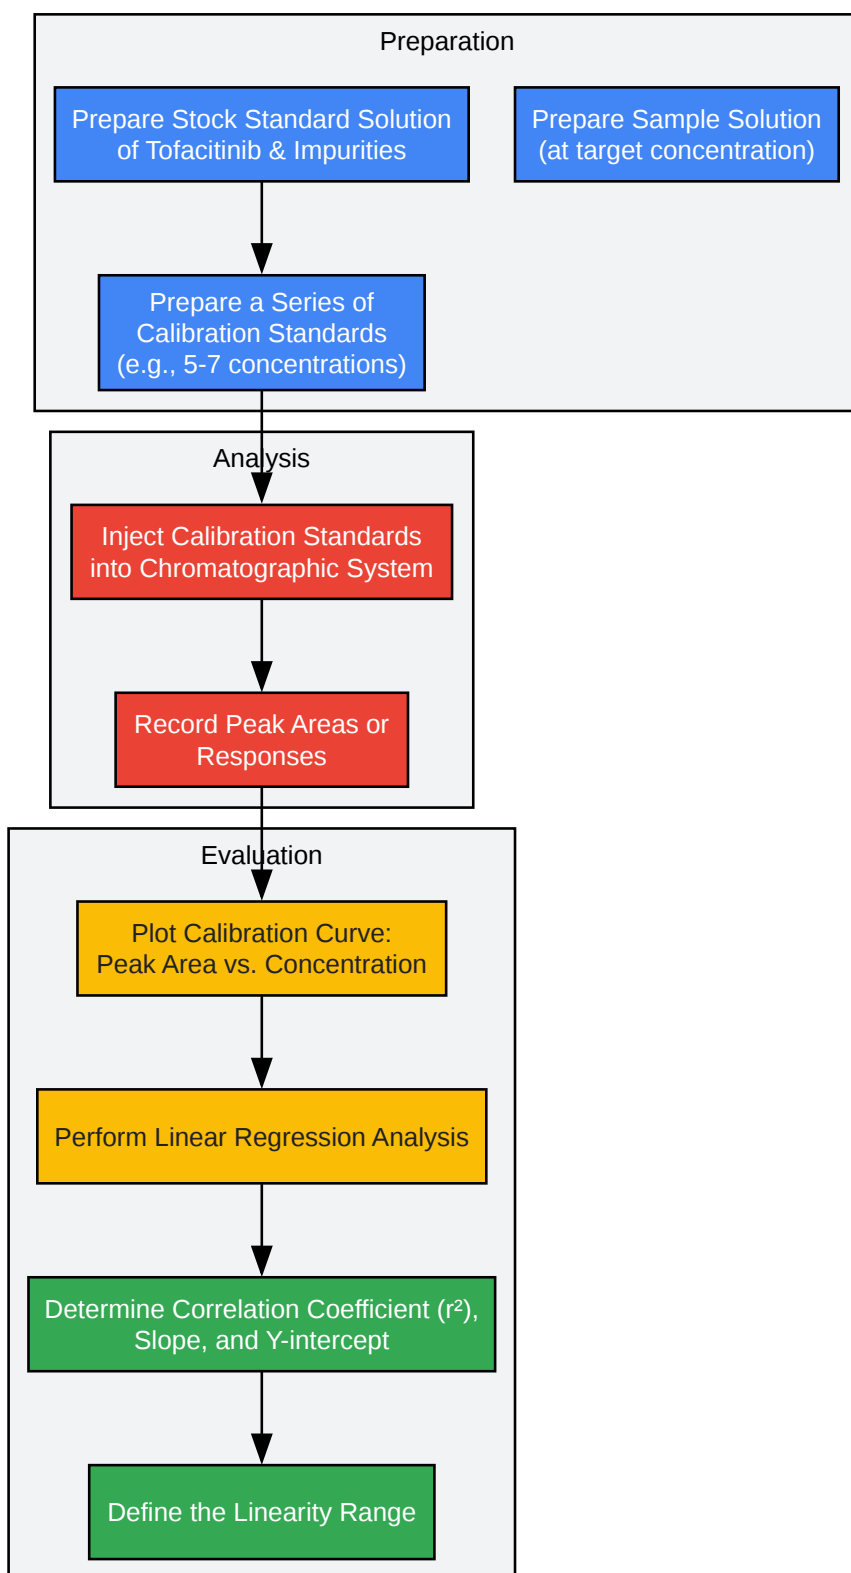 Preparation
Prepare Stock Standard Solution
of Tofacitinib & Impurities
Prepare Sample Solution
(at target concentration)
Prepare a Series of
Calibration Standards
(e.g., 5-7 concentrations)
Analysis
Inject Calibration Standards
into Chromatographic System
Record Peak Areas or
Responses
Evaluation
Plot Calibration Curve:
Peak Area vs. Concentration
Perform Linear Regression Analysis
Determine Correlation Coefficient (r²),
Slope, and Y-intercept
Define the Linearity Range